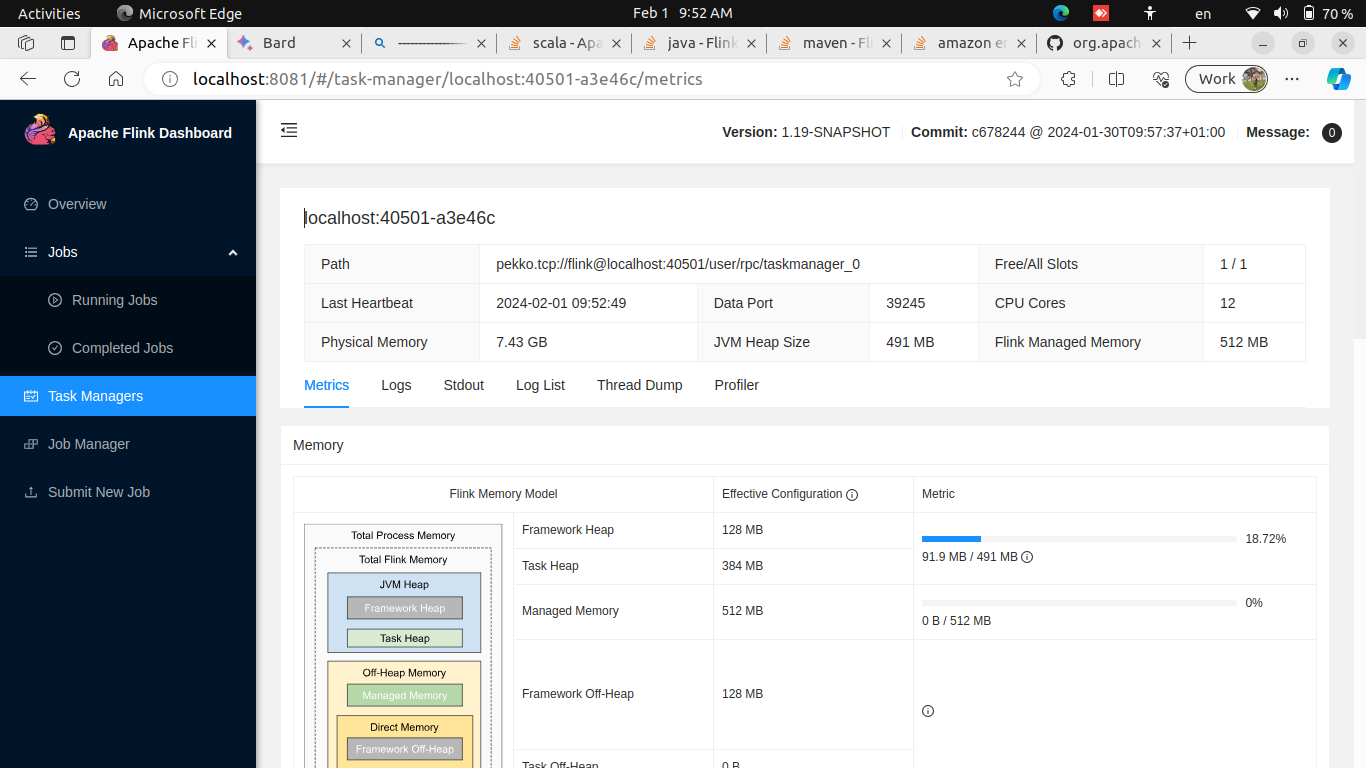 Activities Microsoft Edge Feb 1 9:52 AM en 70 %
Apache Fli Bard ------------------ scala - Apa java - Flink maven - Fli amazon e org.apach
localhost:8081/#/task-manager/localhost:40501-a3e46c/metrics Work
Apache Flink Dashboard
Version: 1.19-SNAPSHOT Commit: c678244 @ 2024-01-30T09:57:37+01:00 Message: 0
Overview
Jobs
Running Jobs
Completed Jobs
Task Managers
Job Manager
Submit New Job
localhost:40501-a3e46c
Path pekko.tcp://flink@localhost:40501/user/rpc/taskmanager_0 Free/All Slots 1 / 1
Last Heartbeat 2024-02-01 09:52:49 Data Port 39245 CPU Cores 12
Physical Memory 7.43 GB JVM Heap Size 491 MB Flink Managed Memory 512 MB
Metrics Logs Stdout Log List Thread Dump Profiler
Memory
Flink Memory Model Effective Configuration Metric
Total Process Memory
Total Flink Memory
JVM Heap
Framework Heap
Task Heap
Off-Heap Memory
Managed Memory
Direct Memory
Framework Off-Heap
Framework Heap 128 MB
18.72%
91.9 MB / 491 MB
Task Heap 384 MB
Managed Memory 512 MB
0%
0 B / 512 MB
Framework Off-Heap 128 MB
Task Off-Heap 0 B